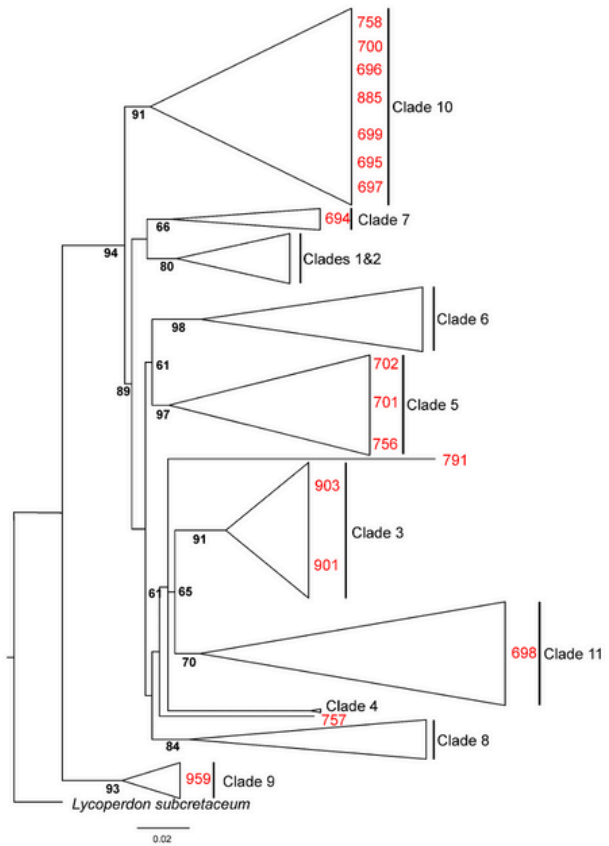 758
700
696
885
Clade 10
91
699
695
697
694
Clade 7
66
94
Clades 1&2
80
98
Clade 6
61
702
89
701
Clade 5
97
756
791
903
91
Clade 3
901
61
65
698
Clade 11
70
Clade 4
757
84
Clade 8
959
Clade 9
93
Lycoperdon subcretaceum
0.02